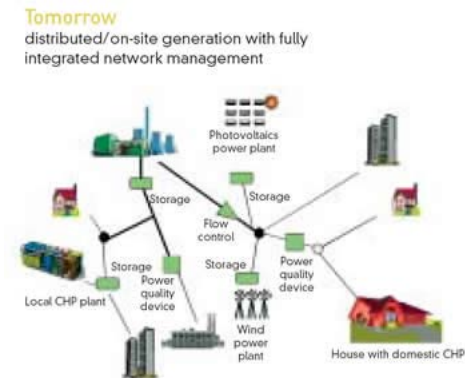 Tomorrow
distributed/on-site generation with fully
integrated network management
Photovoltaics
power plant
Storage
Storage
Flow
control
Storage
Power
quality
device
Storage
Power
quality
device
Local CHP plant
Wind
power
plant
House with domestic CHP